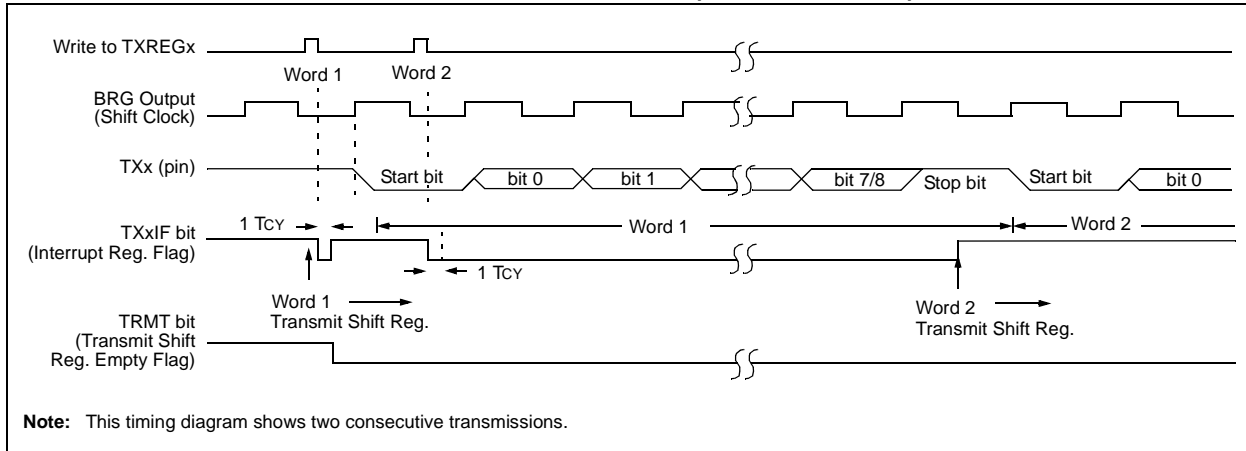 Write to TXREGx
Word 1
Word 2
BRG Output
(Shift Clock)
TXx (pin)
Start bit
bit 0
bit 1
bit 7/8
Stop bit
Start bit
bit 0
1 TCY
Word 1
Word 2
TXxIF bit
(Interrupt Reg. Flag)
1 TCY
Word 1
Transmit Shift Reg.
Word 2
Transmit Shift Reg.
TRMT bit
(Transmit Shift
Reg. Empty Flag)
Note: This timing diagram shows two consecutive transmissions.